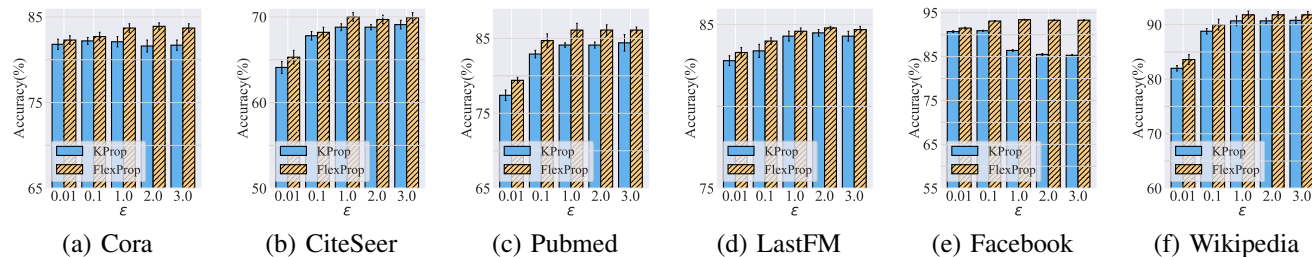 85
75
65
Accuracy(%)
KProp
FlexProp
0.01 0.1 1.0 2.0 3.0
ε
(a) Cora
70
60
50
Accuracy(%)
KProp
FlexProp
0.01 0.1 1.0 2.0 3.0
ε
(b) CiteSeer
85
75
65
Accuracy(%)
KProp
FlexProp
0.01 0.1 1.0 2.0 3.0
ε
(c) Pubmed
85
75
Accuracy(%)
KProp
FlexProp
0.01 0.1 1.0 2.0 3.0
ε
(d) LastFM
95
85
75
65
55
Accuracy(%)
KProp
FlexProp
0.01 0.1 1.0 2.0 3.0
ε
(e) Facebook
90
80
70
60
Accuracy(%)
KProp
FlexProp
0.01 0.1 1.0 2.0 3.0
ε
(f) Wikipedia